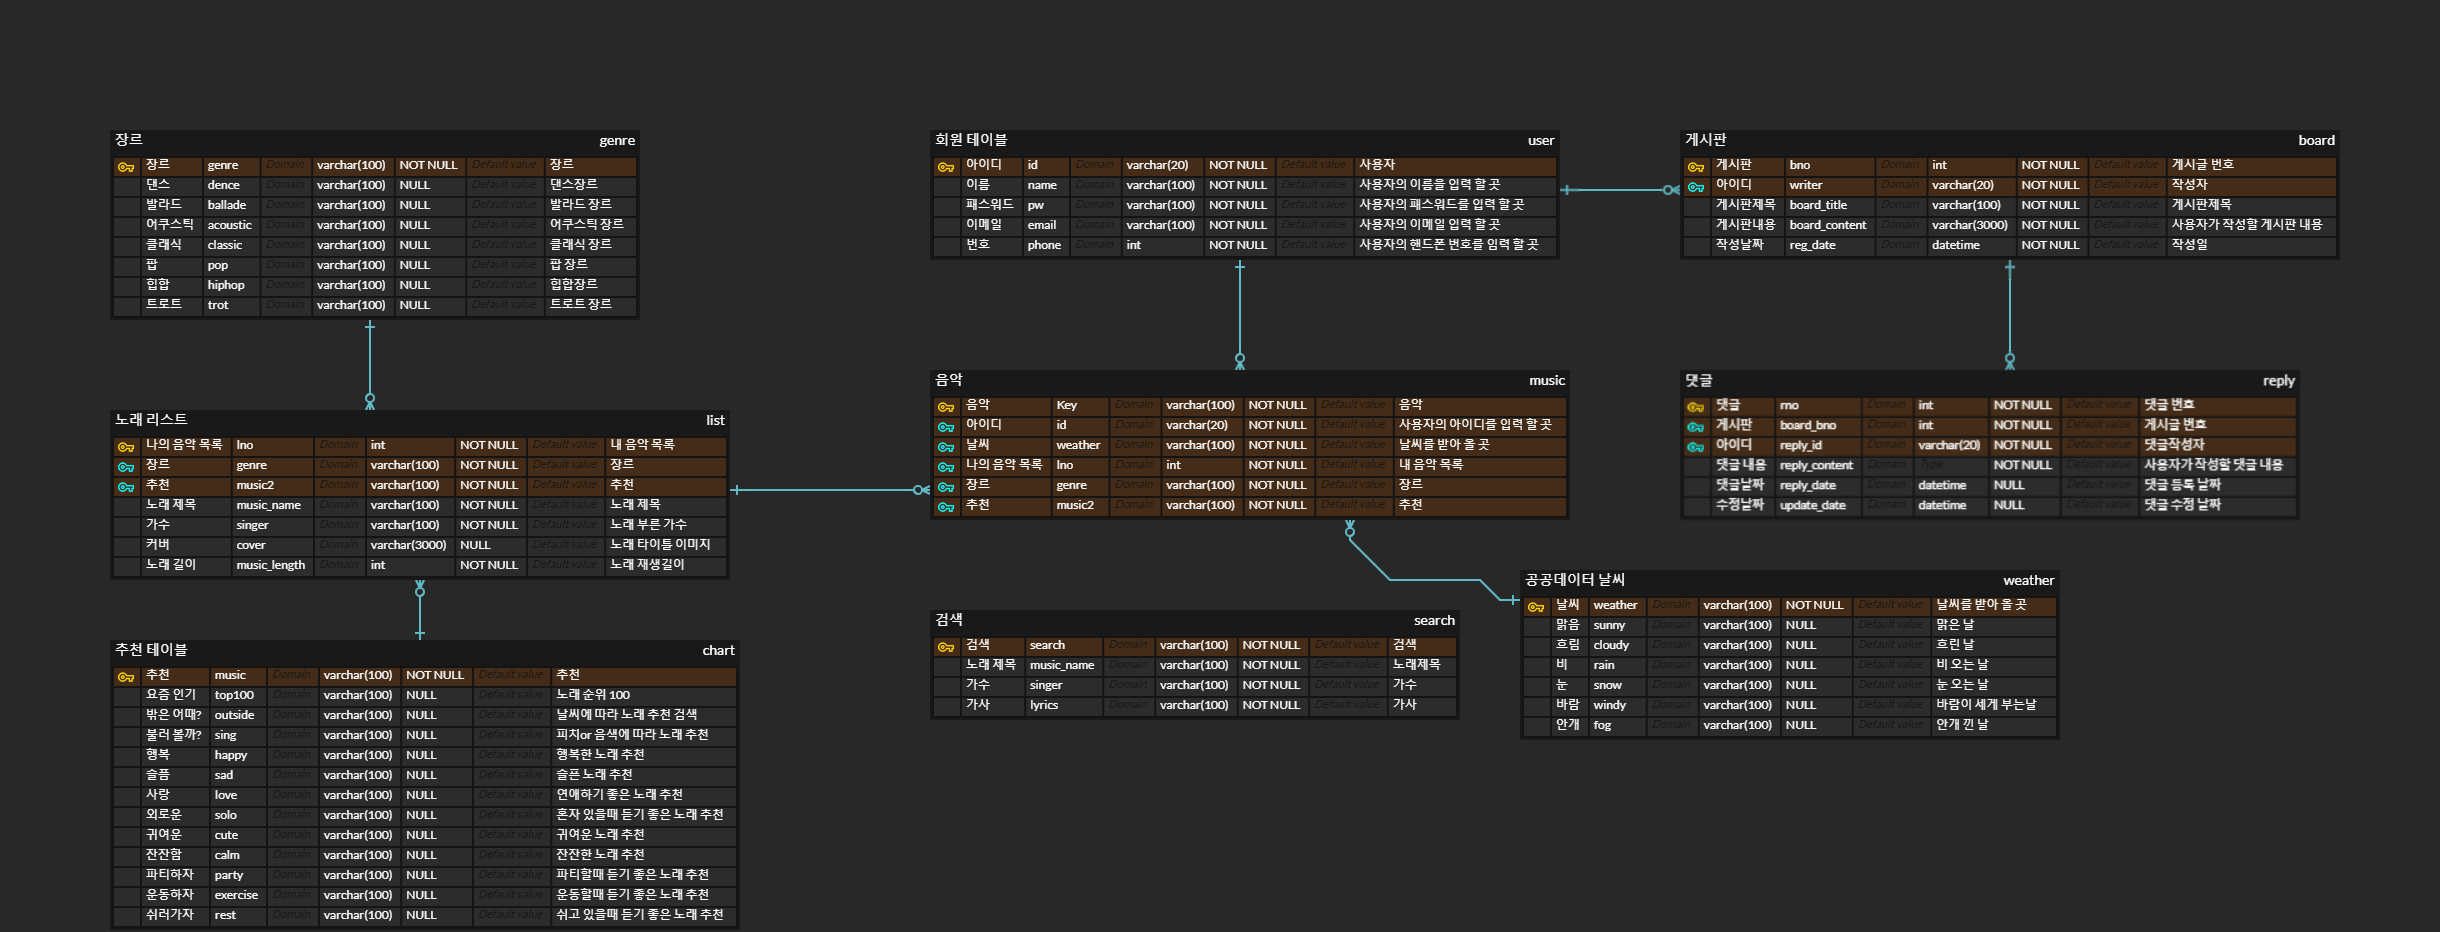 장르 genre
장르 genre Domain varchar(100) NOT NULL Default value 장르
댄스 dence Domain varchar(100) NULL Default value 댄스장르
발라드 ballade Domain varchar(100) NULL Default value 발라드 장르
어쿠스틱 acoustic Domain varchar(100) NULL Default value 어쿠스틱 장르
클래식 classic Domain varchar(100) NULL Default value 클래식 장르
팝 pop Domain varchar(100) NULL Default value 팝 장르
힙합 hiphop Domain varchar(100) NULL Default value 힙합장르
트로트 trot Domain varchar(100) NULL Default value 트로트 장르
회원 테이블 user
아이디 id Domain varchar(20) NOT NULL Default value 사용자
이름 name Domain varchar(100) NOT NULL Default value 사용자의 이름을 입력 할 곳
패스워드 pw Domain varchar(100) NOT NULL Default value 사용자의 패스워드를 입력 할 곳
이메일 email Domain varchar(100) NOT NULL Default value 사용자의 이메일 입력 할 곳
번호 phone Domain int NOT NULL Default value 사용자의 핸드폰 번호를 입력 할 곳
게시판 board
게시판 bno Domain int NOT NULL Default value 게시글 번호
아이디 writer Domain varchar(20) NOT NULL Default value 작성자
게시판제목 board_title Domain varchar(100) NOT NULL Default value 게시판제목
게시판내용 board_content Domain varchar(3000) NOT NULL Default value 사용자가 작성할 게시판 내용
작성날짜 reg_date Domain datetime NOT NULL Default value 작성일
노래 리스트 list
나의 음악 목록 lno Domain int NOT NULL Default value 내 음악 목록
장르 genre Domain varchar(100) NOT NULL Default value 장르
추천 music2 Domain varchar(100) NOT NULL Default value 추천
노래 제목 music_name Domain varchar(100) NOT NULL Default value 노래 제목
가수 singer Domain varchar(100) NOT NULL Default value 노래 부른 가수
커버 cover Domain varchar(3000) NULL Default value 노래 타이틀 이미지
노래 길이 music_length Domain int NOT NULL Default value 노래 재생길이
음악 music
음악 Key Domain varchar(100) NOT NULL Default value 음악
아이디 id Domain varchar(20) NOT NULL Default value 사용자의 아이디를 입력 할 곳
날씨 weather Domain varchar(100) NOT NULL Default value 날씨를 받아 올 곳
나의 음악 목록 lno Domain int NOT NULL Default value 내 음악 목록
장르 genre Domain varchar(100) NOT NULL Default value 장르
추천 music2 Domain varchar(100) NOT NULL Default value 추천
댓글 reply
댓글 rno Domain int NOT NULL Default value 댓글 번호
게시판 board_bno Domain int NOT NULL Default value 게시글 번호
아이디 reply_id Domain varchar(20) NOT NULL Default value 댓글작성자
댓글 내용 reply_content Domain Type NOT NULL Default value 사용자가 작성할 댓글 내용
댓글날짜 reply_date Domain datetime NULL Default value 댓글 등록 날짜
수정날짜 update_date Domain datetime NULL Default value 댓글 수정 날짜
추천 테이블 chart
추천 music Domain varchar(100) NOT NULL Default value 추천
요즘 인기 top100 Domain varchar(100) NULL Default value 노래 순위 100
밖은 어때? outside Domain varchar(100) NULL Default value 날씨에 따라 노래 추천 검색
불러 볼까? sing Domain varchar(100) NULL Default value 피치or 음색에 따라 노래 추천
행복 happy Domain varchar(100) NULL Default value 행복한 노래 추천
슬픔 sad Domain varchar(100) NULL Default value 슬픈 노래 추천
사랑 love Domain varchar(100) NULL Default value 연애하기 좋은 노래 추천
외로운 solo Domain varchar(100) NULL Default value 혼자 있을때 듣기 좋은 노래 추천
귀여운 cute Domain varchar(100) NULL Default value 귀여운 노래 추천
잔잔함 calm Domain varchar(100) NULL Default value 잔잔한 노래 추천
파티하자 party Domain varchar(100) NULL Default value 파티할때 듣기 좋은 노래 추천
운동하자 exercise Domain varchar(100) NULL Default value 운동할때 듣기 좋은 노래 추천
쉬러가자 rest Domain varchar(100) NULL Default value 쉬고 있을때 듣기 좋은 노래 추천
검색 search
검색 search Domain varchar(100) NOT NULL Default value 검색
노래 제목 music_name Domain varchar(100) NOT NULL Default value 노래제목
가수 singer Domain varchar(100) NOT NULL Default value 가수
가사 lyrics Domain varchar(100) NOT NULL Default value 가사
공공데이터 날씨 weather
날씨 weather Domain varchar(100) NOT NULL Default value 날씨를 받아 올 곳
맑음 sunny Domain varchar(100) NULL Default value 맑은 날
흐림 cloudy Domain varchar(100) NULL Default value 흐린 날
비 rain Domain varchar(100) NULL Default value 비 오는 날
눈 snow Domain varchar(100) NULL Default value 눈 오는 날
바람 windy Domain varchar(100) NULL Default value 바람이 세게 부는날
안개 fog Domain varchar(100) NULL Default value 안개 낀 날